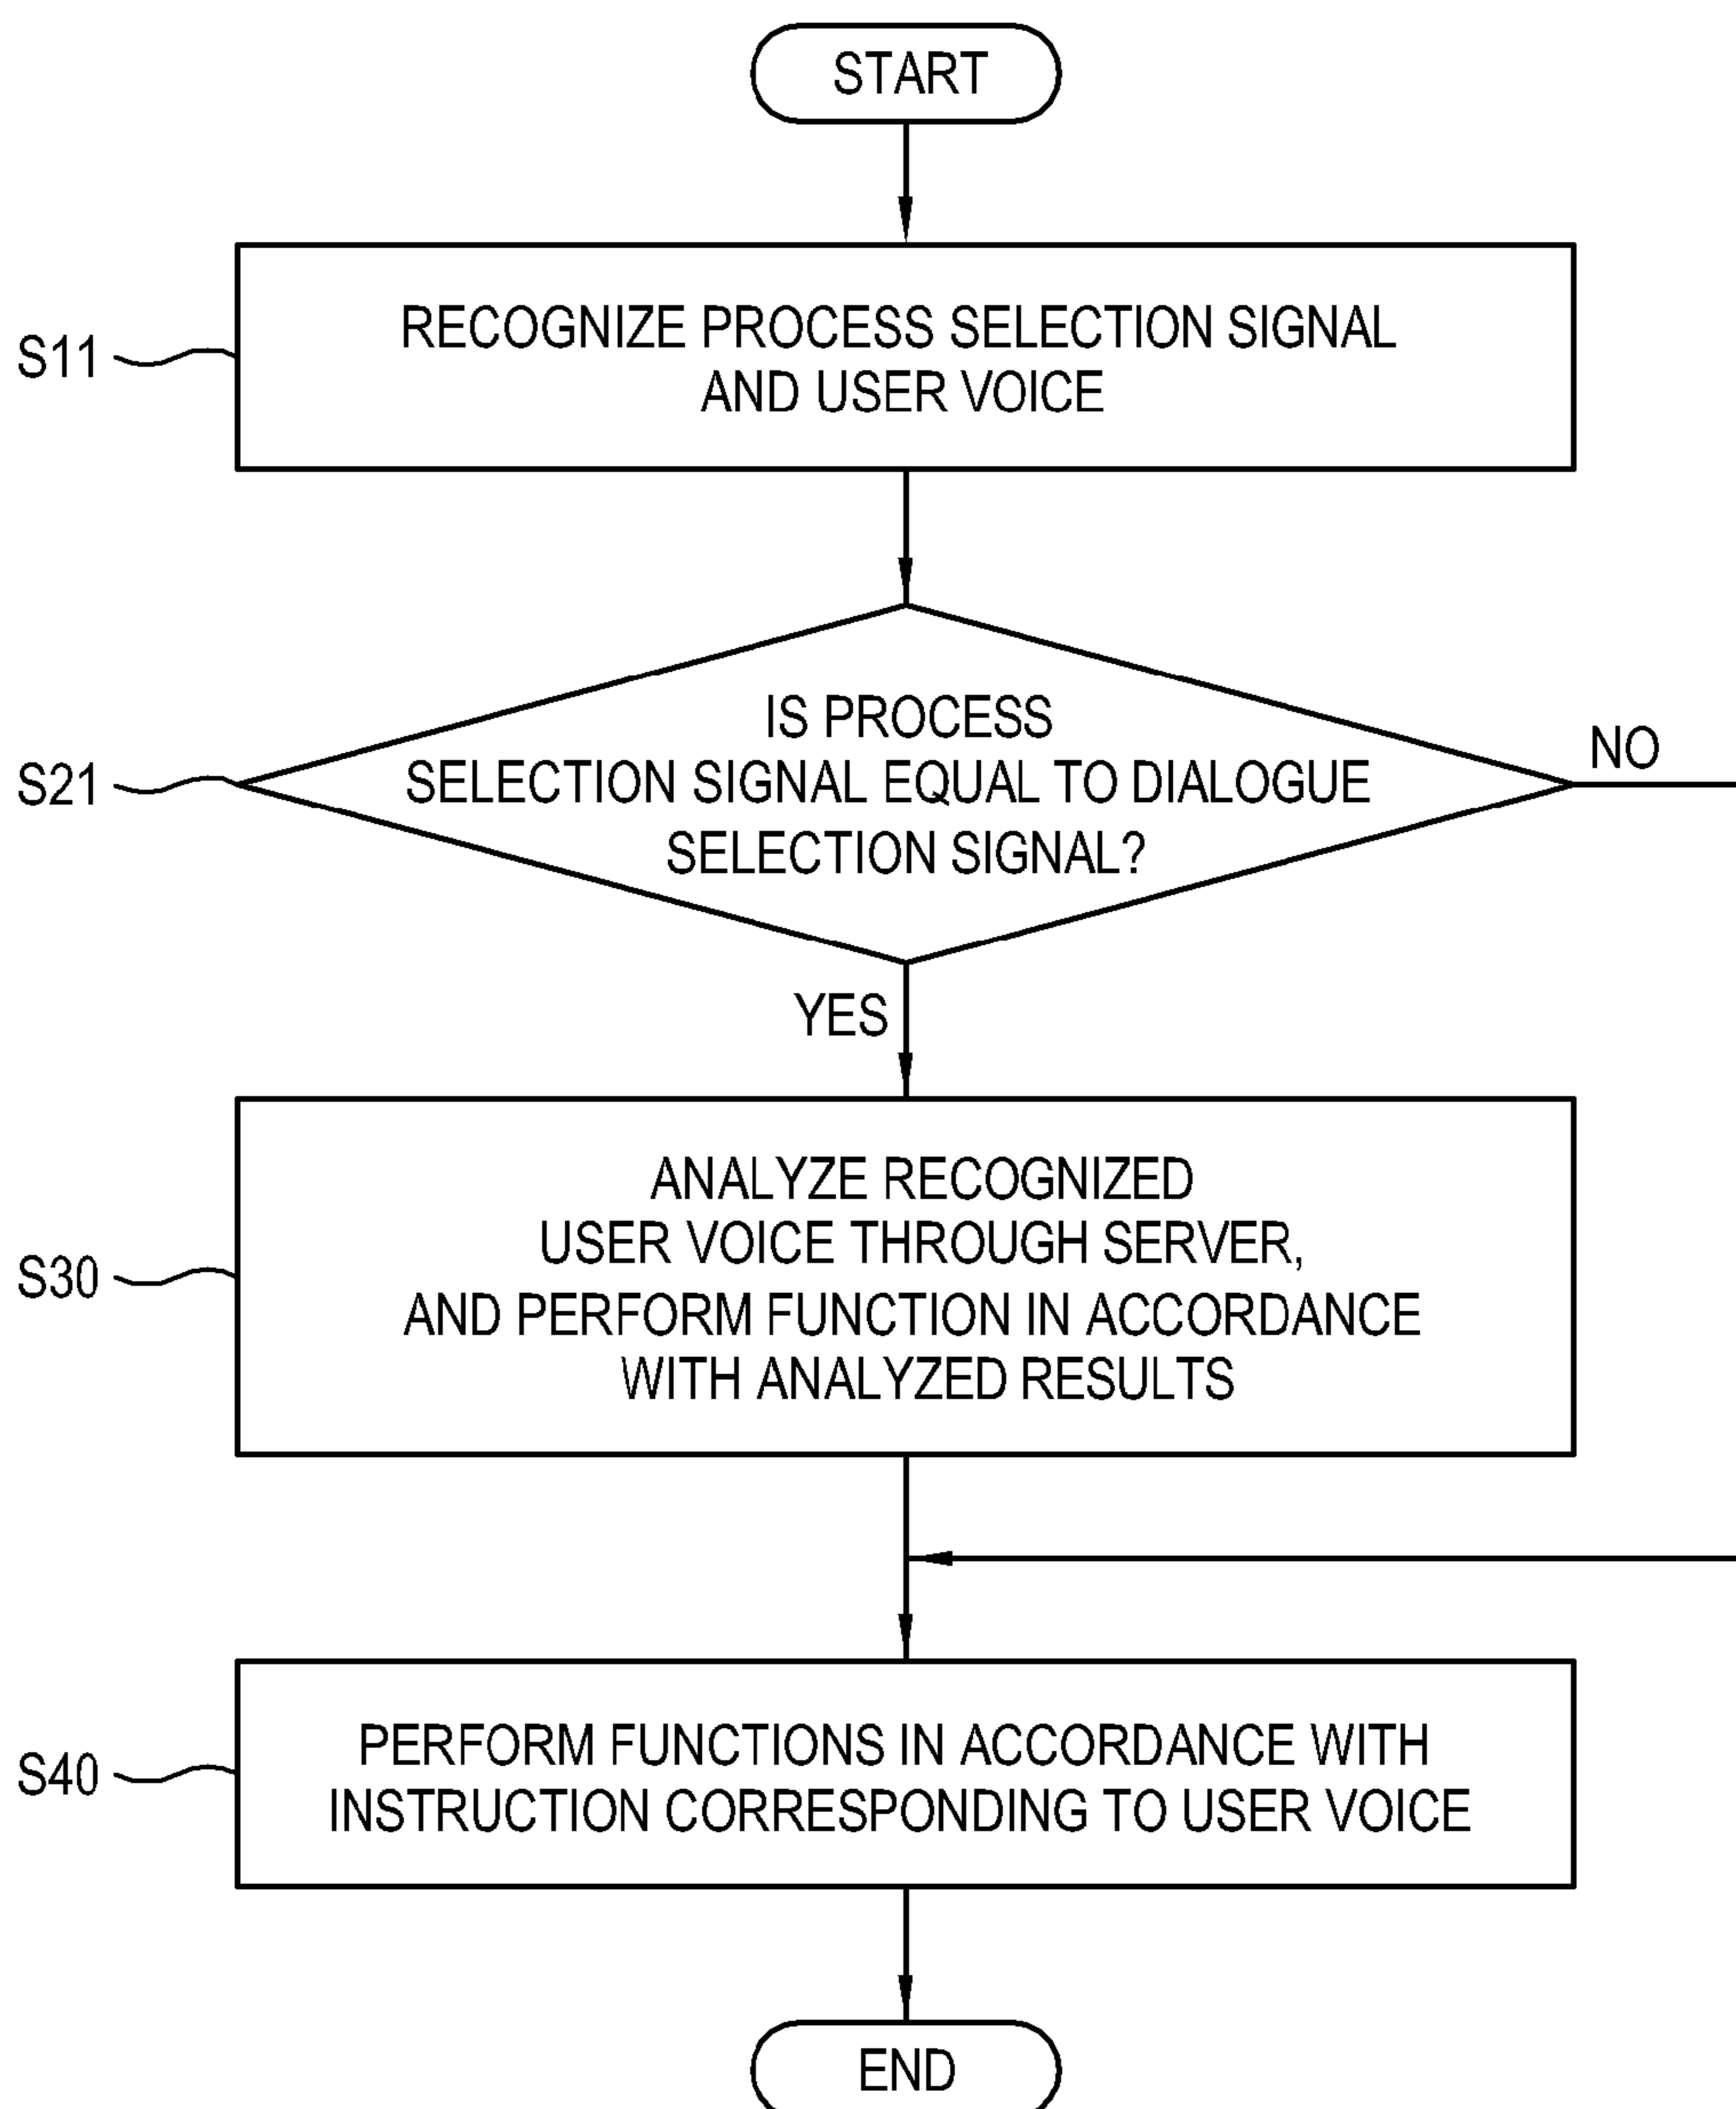 START
S11
RECOGNIZE PROCESS SELECTION SIGNAL
AND USER VOICE
S21
IS PROCESS
SELECTION SIGNAL EQUAL TO DIALOGUE
SELECTION SIGNAL?
NO
YES
S30
ANALYZE RECOGNIZED
USER VOICE THROUGH SERVER,
AND PERFORM FUNCTION IN ACCORDANCE
WITH ANALYZED RESULTS
S40
PERFORM FUNCTIONS IN ACCORDANCE WITH
INSTRUCTION CORRESPONDING TO USER VOICE
END